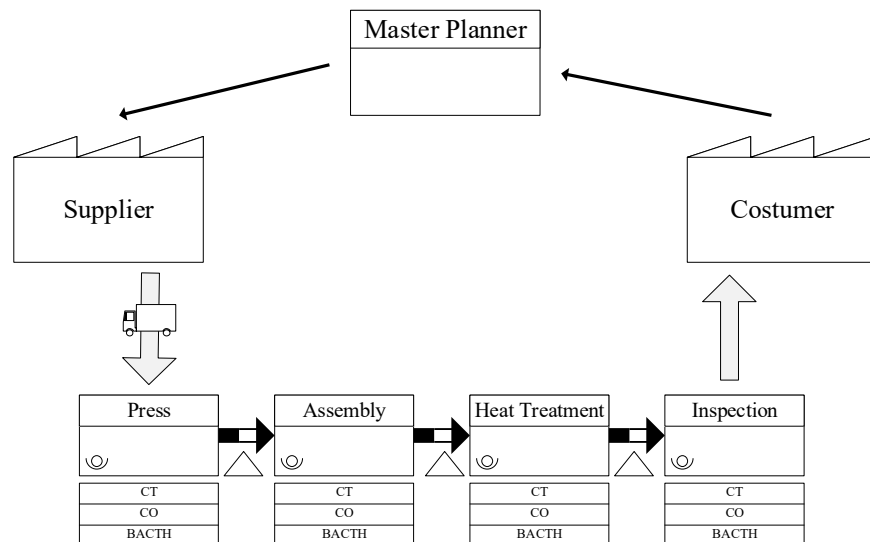 Master Planner
Supplier
Costumer
Press
Assembly
Heat Treatment
Inspection
CT
CO
BACTH
CT
CO
BACTH
CT
CO
BACTH
CT
CO
BACTH